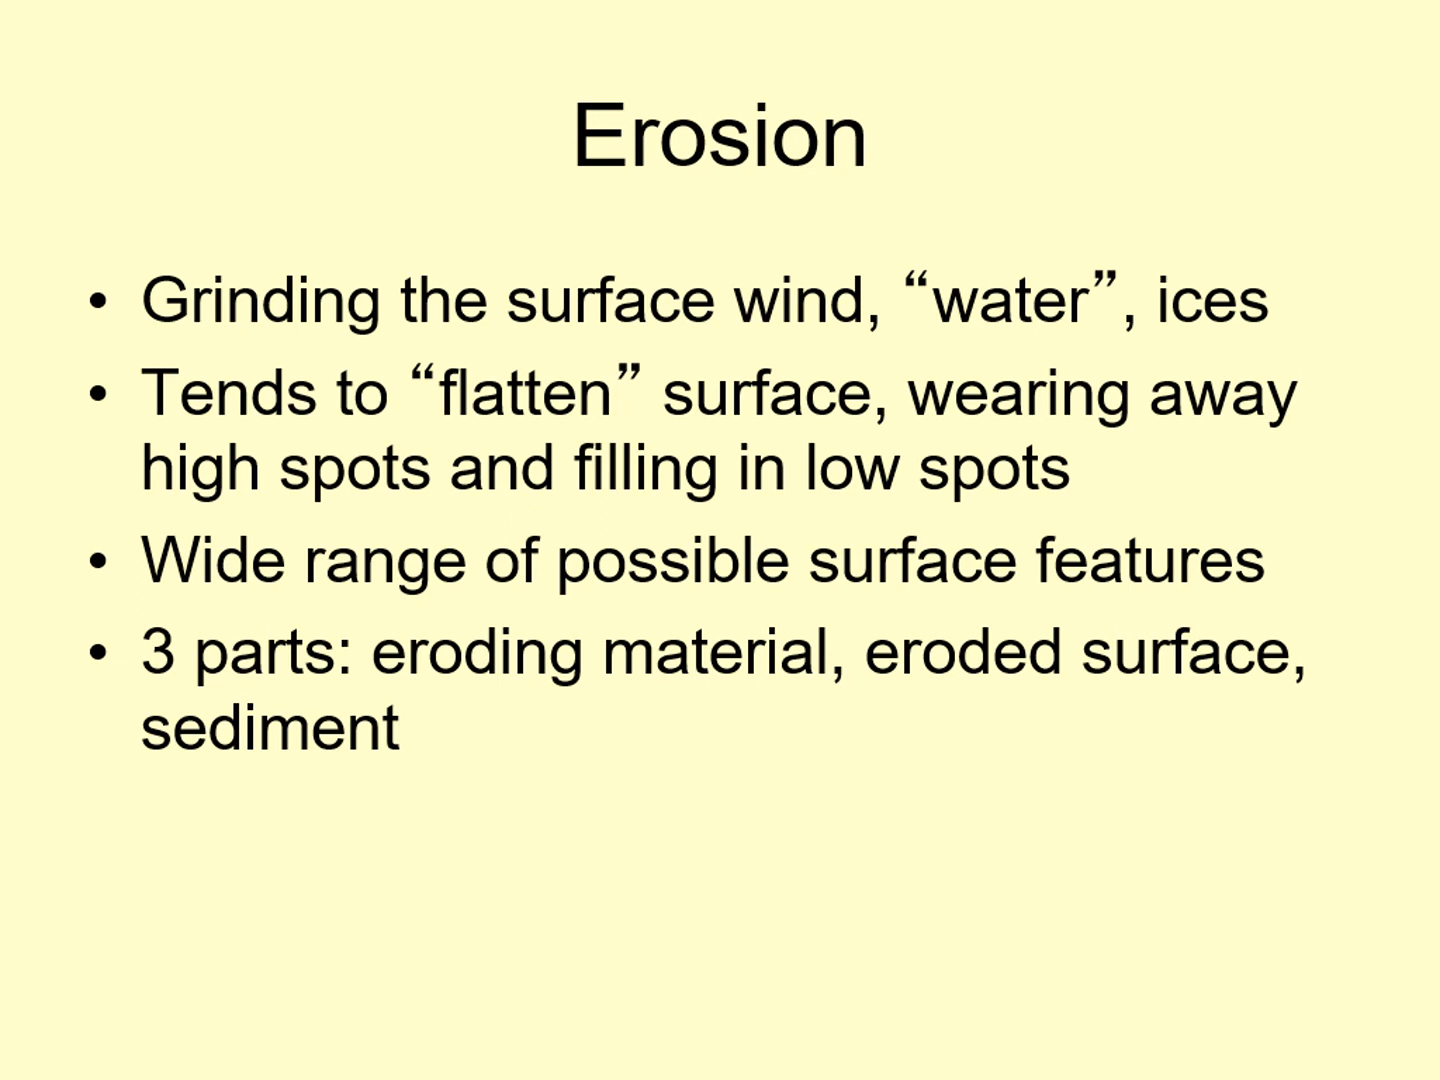 Erosion
• Grinding the surface wind, “water”, ices
• Tends to “flatten” surface, wearing away
high spots and filling in low spots
• Wide range of possible surface features
• 3 parts: eroding material, eroded surface,
sediment